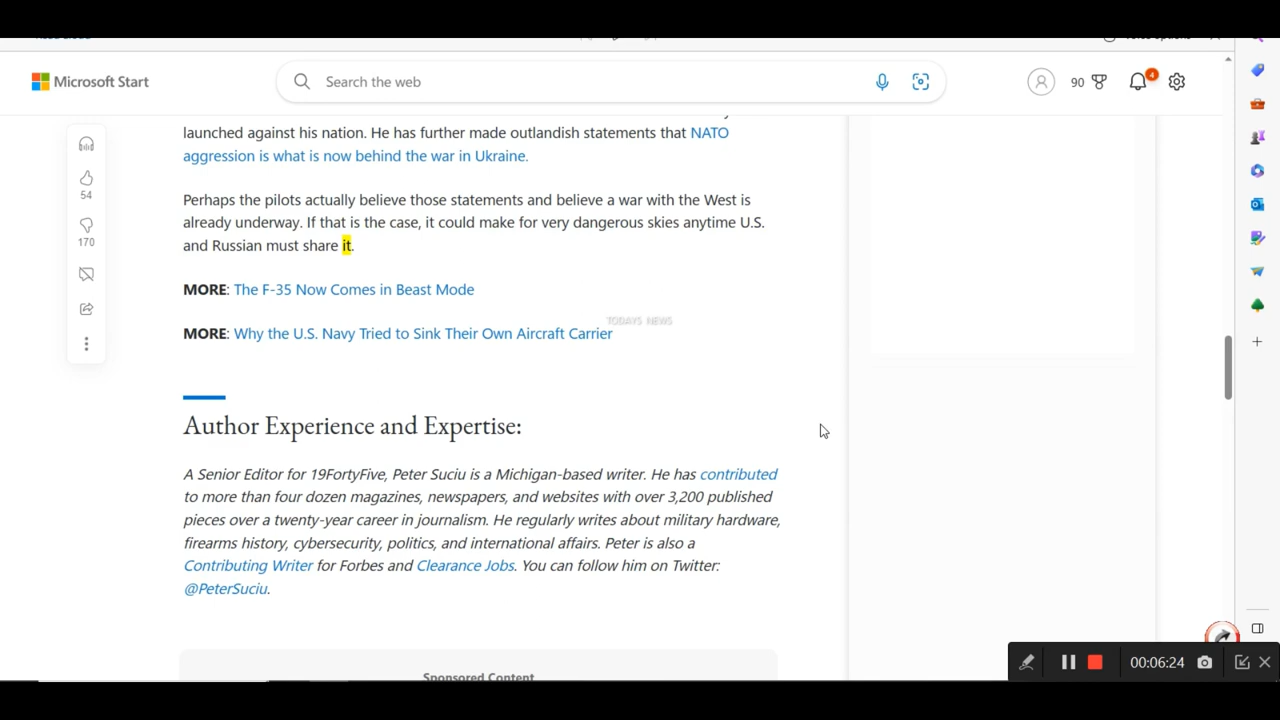 Microsoft Start
Search the web
90
4
launched against his nation. He has further made outlandish statements that NATO
aggression is what is now behind the war in Ukraine.
54
Perhaps the pilots actually believe those statements and believe a war with the West is
already underway. If that is the case, it could make for very dangerous skies anytime U.S.
170
and Russian must share it.
MORE: The F-35 Now Comes in Beast Mode
TODAYS NEWS
MORE: Why the U.S. Navy Tried to Sink Their Own Aircraft Carrier
Author Experience and Expertise:
A Senior Editor for 19FortyFive, Peter Suciu is a Michigan-based writer. He has contributed
to more than four dozen magazines, newspapers, and websites with over 3,200 published
pieces over a twenty-year career in journalism. He regularly writes about military hardware,
firearms history, cybersecurity, politics, and international affairs. Peter is also a
Contributing Writer for Forbes and Clearance Jobs. You can follow him on Twitter:
@PeterSuciu.
00:06:24
Sponsored Content